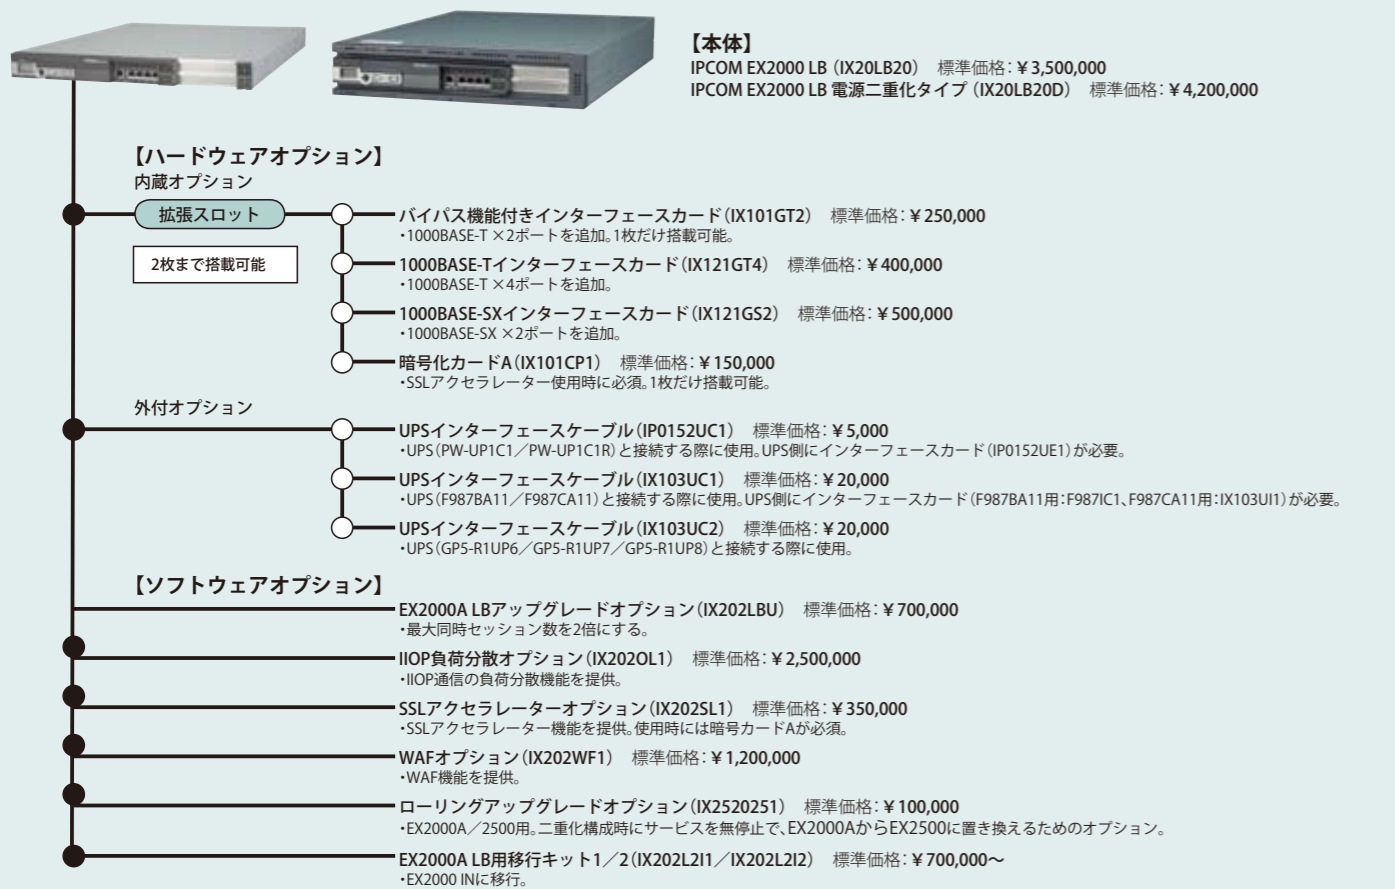 【本体】
IPCOM EX2000 LB（IX20LB20） 標準価格：¥3,500,000
IPCOM EX2000 LB 電源二重化タイプ（IX20LB20D） 標準価格：¥4,200,000
【ハードウェアオプション】
内蔵オプション
拡張スロット
2枚まで搭載可能
バイパス機能付きインターフェースカード（IX101GT2） 標準価格：¥250,000
・1000BASE-T ×2ポートを追加。1枚だけ搭載可能。
1000BASE-Tインターフェースカード（IX121GT4） 標準価格：¥400,000
・1000BASE-T ×4ポートを追加。
1000BASE-SXインターフェースカード（IX121GS2） 標準価格：¥500,000
・1000BASE-SX ×2ポートを追加。
暗号化カードA（IX101CP1） 標準価格：¥150,000
・SSLアクセラレーター使用時に必須。1枚だけ搭載可能。
外付オプション
UPSインターフェースケーブル（IP0152UC1） 標準価格：¥5,000
・UPS（PW-UP1C1／PW-UP1C1R）と接続する際に使用。UPS側にインターフェースカード（IP0152UE1）が必要。
UPSインターフェースケーブル（IX103UC1） 標準価格：¥20,000
・UPS（F987BA11／F987CA11）と接続する際に使用。UPS側にインターフェースカード（F987BA11用：F987IC1、F987CA11用：IX103UI1）が必要。
UPSインターフェースケーブル（IX103UC2） 標準価格：¥20,000
・UPS（GP5-R1UP6／GP5-R1UP7／GP5-R1UP8）と接続する際に使用。
【ソフトウェアオプション】
EX2000A LBアップグレードオプション（IX202LBU） 標準価格：¥700,000
・最大同時セッション数を2倍にする。
IIOP負荷分散オプション（IX202OL1） 標準価格：¥2,500,000
・IIOP通信の負荷分散機能を提供。
SSLアクセラレーターオプション（IX202SL1） 標準価格：¥350,000
・SSLアクセラレーター機能を提供。使用時には暗号カードAが必須。
WAFオプション（IX202WF1） 標準価格：¥1,200,000
・WAF機能を提供。
ローリングアップグレードオプション（IX2520251） 標準価格：¥100,000
・EX2000A／2500用。二重化構成時にサービスを無停止で、EX2000AからEX2500に置き換えるためのオプション。
EX2000A LB用移行キット1／2（IX202L2I1／IX202L2I2） 標準価格：¥700,000〜
・EX2000 INに移行。